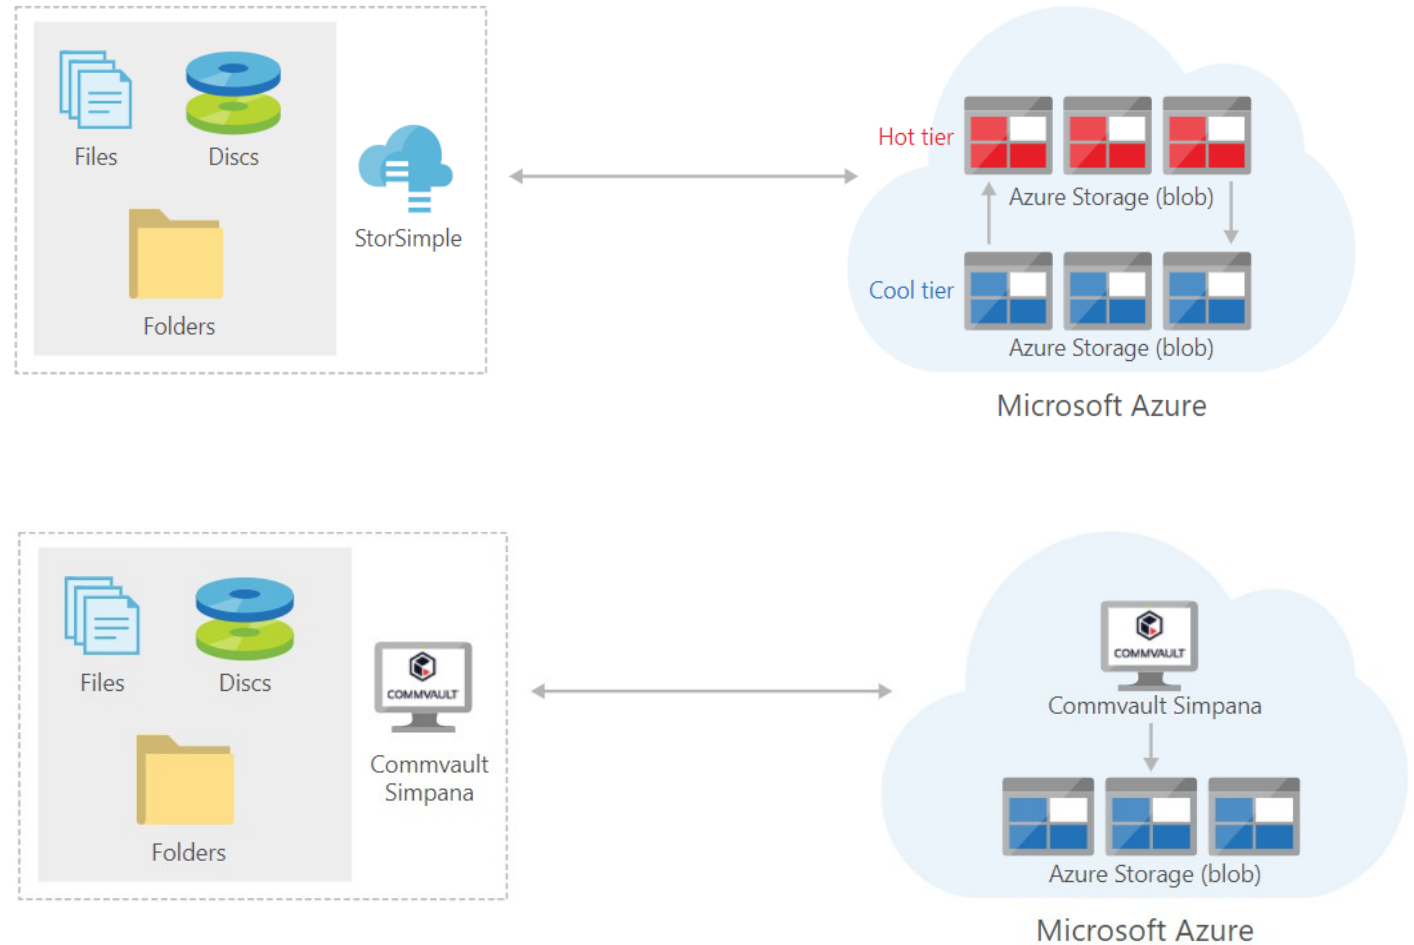 Files
Discs
Folders
StorSimple
Hot tier
Azure Storage (blob)
Cool tier
Azure Storage (blob)
Microsoft Azure
Files
Discs
Folders
COMMVAULT
Commvault
Simpana
COMMVAULT
Commvault Simpana
Azure Storage (blob)
Microsoft Azure